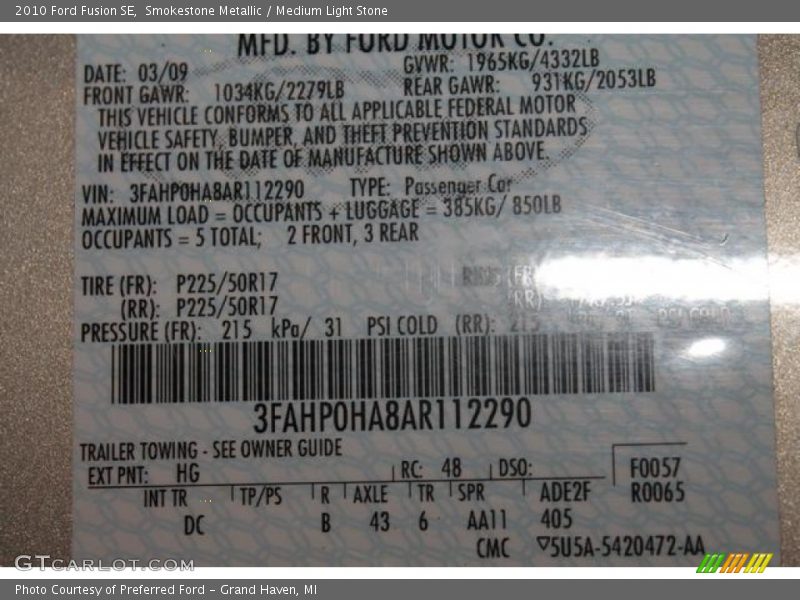 2010 Ford Fusion SE, Smokestone Metallic / Medium Light Stone
MFD. BY FORD MOTOR CO.
DATE: 03/09 GVWR: 1965KG/4332LB
FRONT GAWR: 1034KG/2279LB REAR GAWR: 931KG/2053LB
THIS VEHICLE CONFORMS TO ALL APPLICABLE FEDERAL MOTOR
VEHICLE SAFETY, BUMPER, AND THEFT PREVENTION STANDARDS
IN EFFECT ON THE DATE OF MANUFACTURE SHOWN ABOVE.
VIN: 3FAHP0HA8AR112290 TYPE: Passenger Car
MAXIMUM LOAD = OCCUPANTS + LUGGAGE = 385KG/ 850LB
OCCUPANTS = 5 TOTAL; 2 FRONT, 3 REAR
TIRE (FR): P225/50R17
(RR): P225/50R17 (RR)
PRESSURE (FR): 215 kPa/ 31 PSI COLD (RR): 215 PSI COLD
3FAHP0HA8AR112290
TRAILER TOWING - SEE OWNER GUIDE
EXT PNT: HG RC: 48 DSO: F0057
INT TR TP/PS R AXLE TR SPR ADE2F R0065
DC B 43 6 AA11 405
CMC ▽5U5A-5420472-AA
GTCARLOT.COM
Photo Courtesy of Preferred Ford – Grand Haven, MI